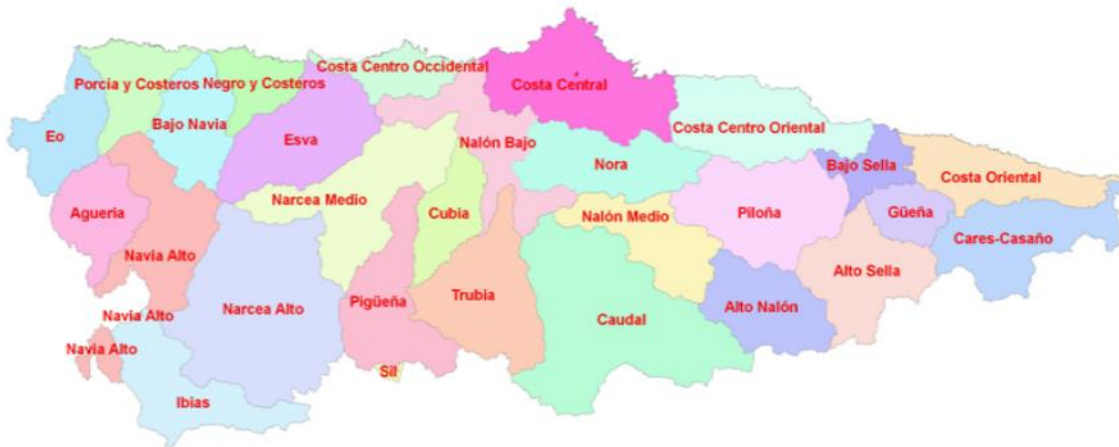 Costa Centro Occidental
Porcía y Costeros
Negro y Costeros
Costa Central
Bajo Navia
Costa Centro Oriental
Eo
Esva
Nalón Bajo
Nora
Bajo Sella
Costa Oriental
Narcea Medio
Agueria
Cubia
Nalón Medio
Piloña
Güeña
Cares-Casaño
Navia Alto
Alto Sella
Pigüeña
Trubia
Narcea Alto
Alto Nalón
Navia Alto
Caudal
Navia Alto
Sil
Ibias